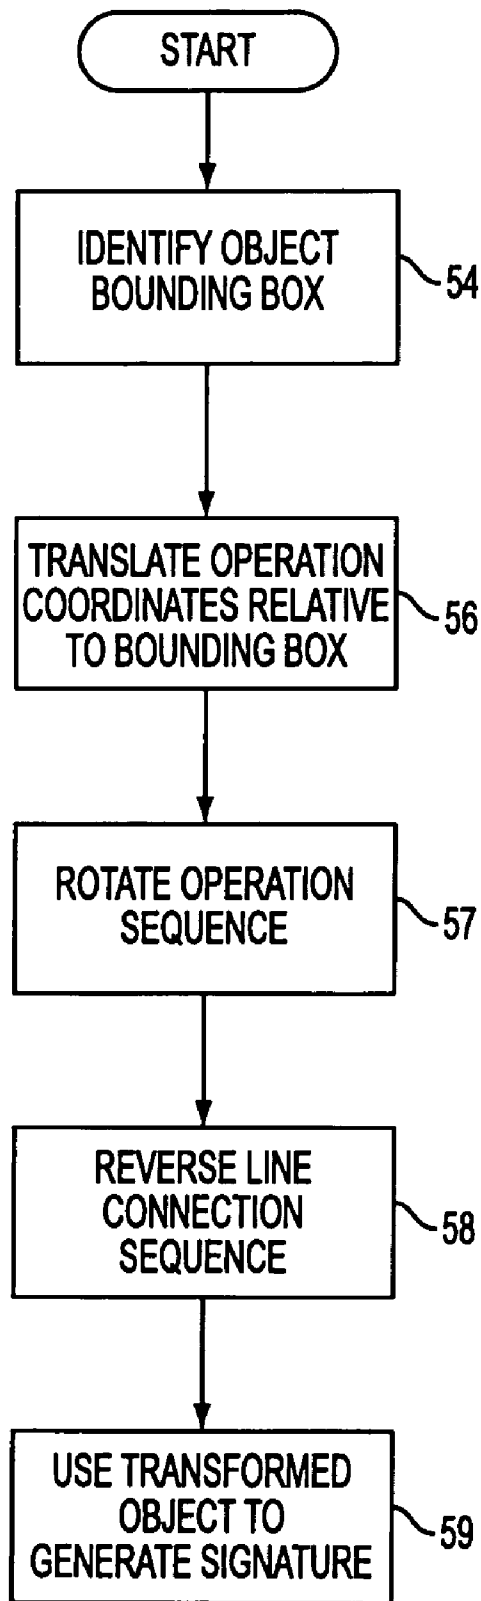 START
IDENTIFY OBJECT
BOUNDING BOX
54
TRANSLATE OPERATION
COORDINATES RELATIVE
TO BOUNDING BOX
56
ROTATE OPERATION
SEQUENCE
57
REVERSE LINE
CONNECTION
SEQUENCE
58
USE TRANSFORMED
OBJECT TO
GENERATE SIGNATURE
59